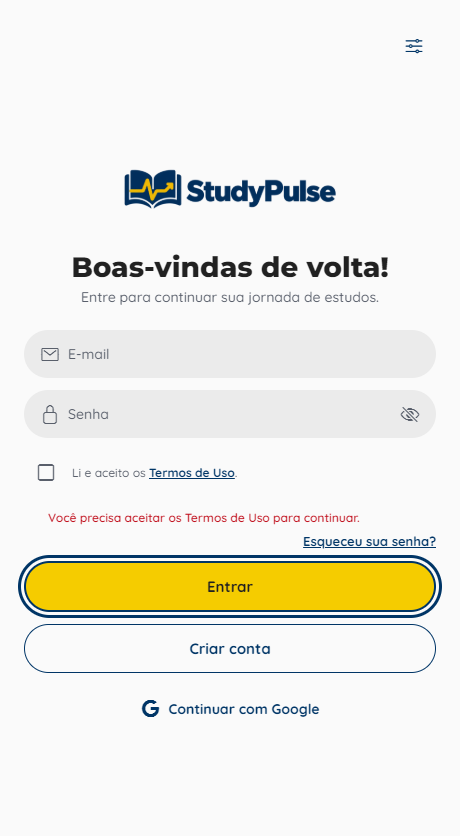 StudyPulse
Boas-vindas de volta!
Entre para continuar sua jornada de estudos.
E-mail
Senha
Li e aceito os Termos de Uso.
Você precisa aceitar os Termos de Uso para continuar.
Esqueceu sua senha?
Entrar
Criar conta
Continuar com Google